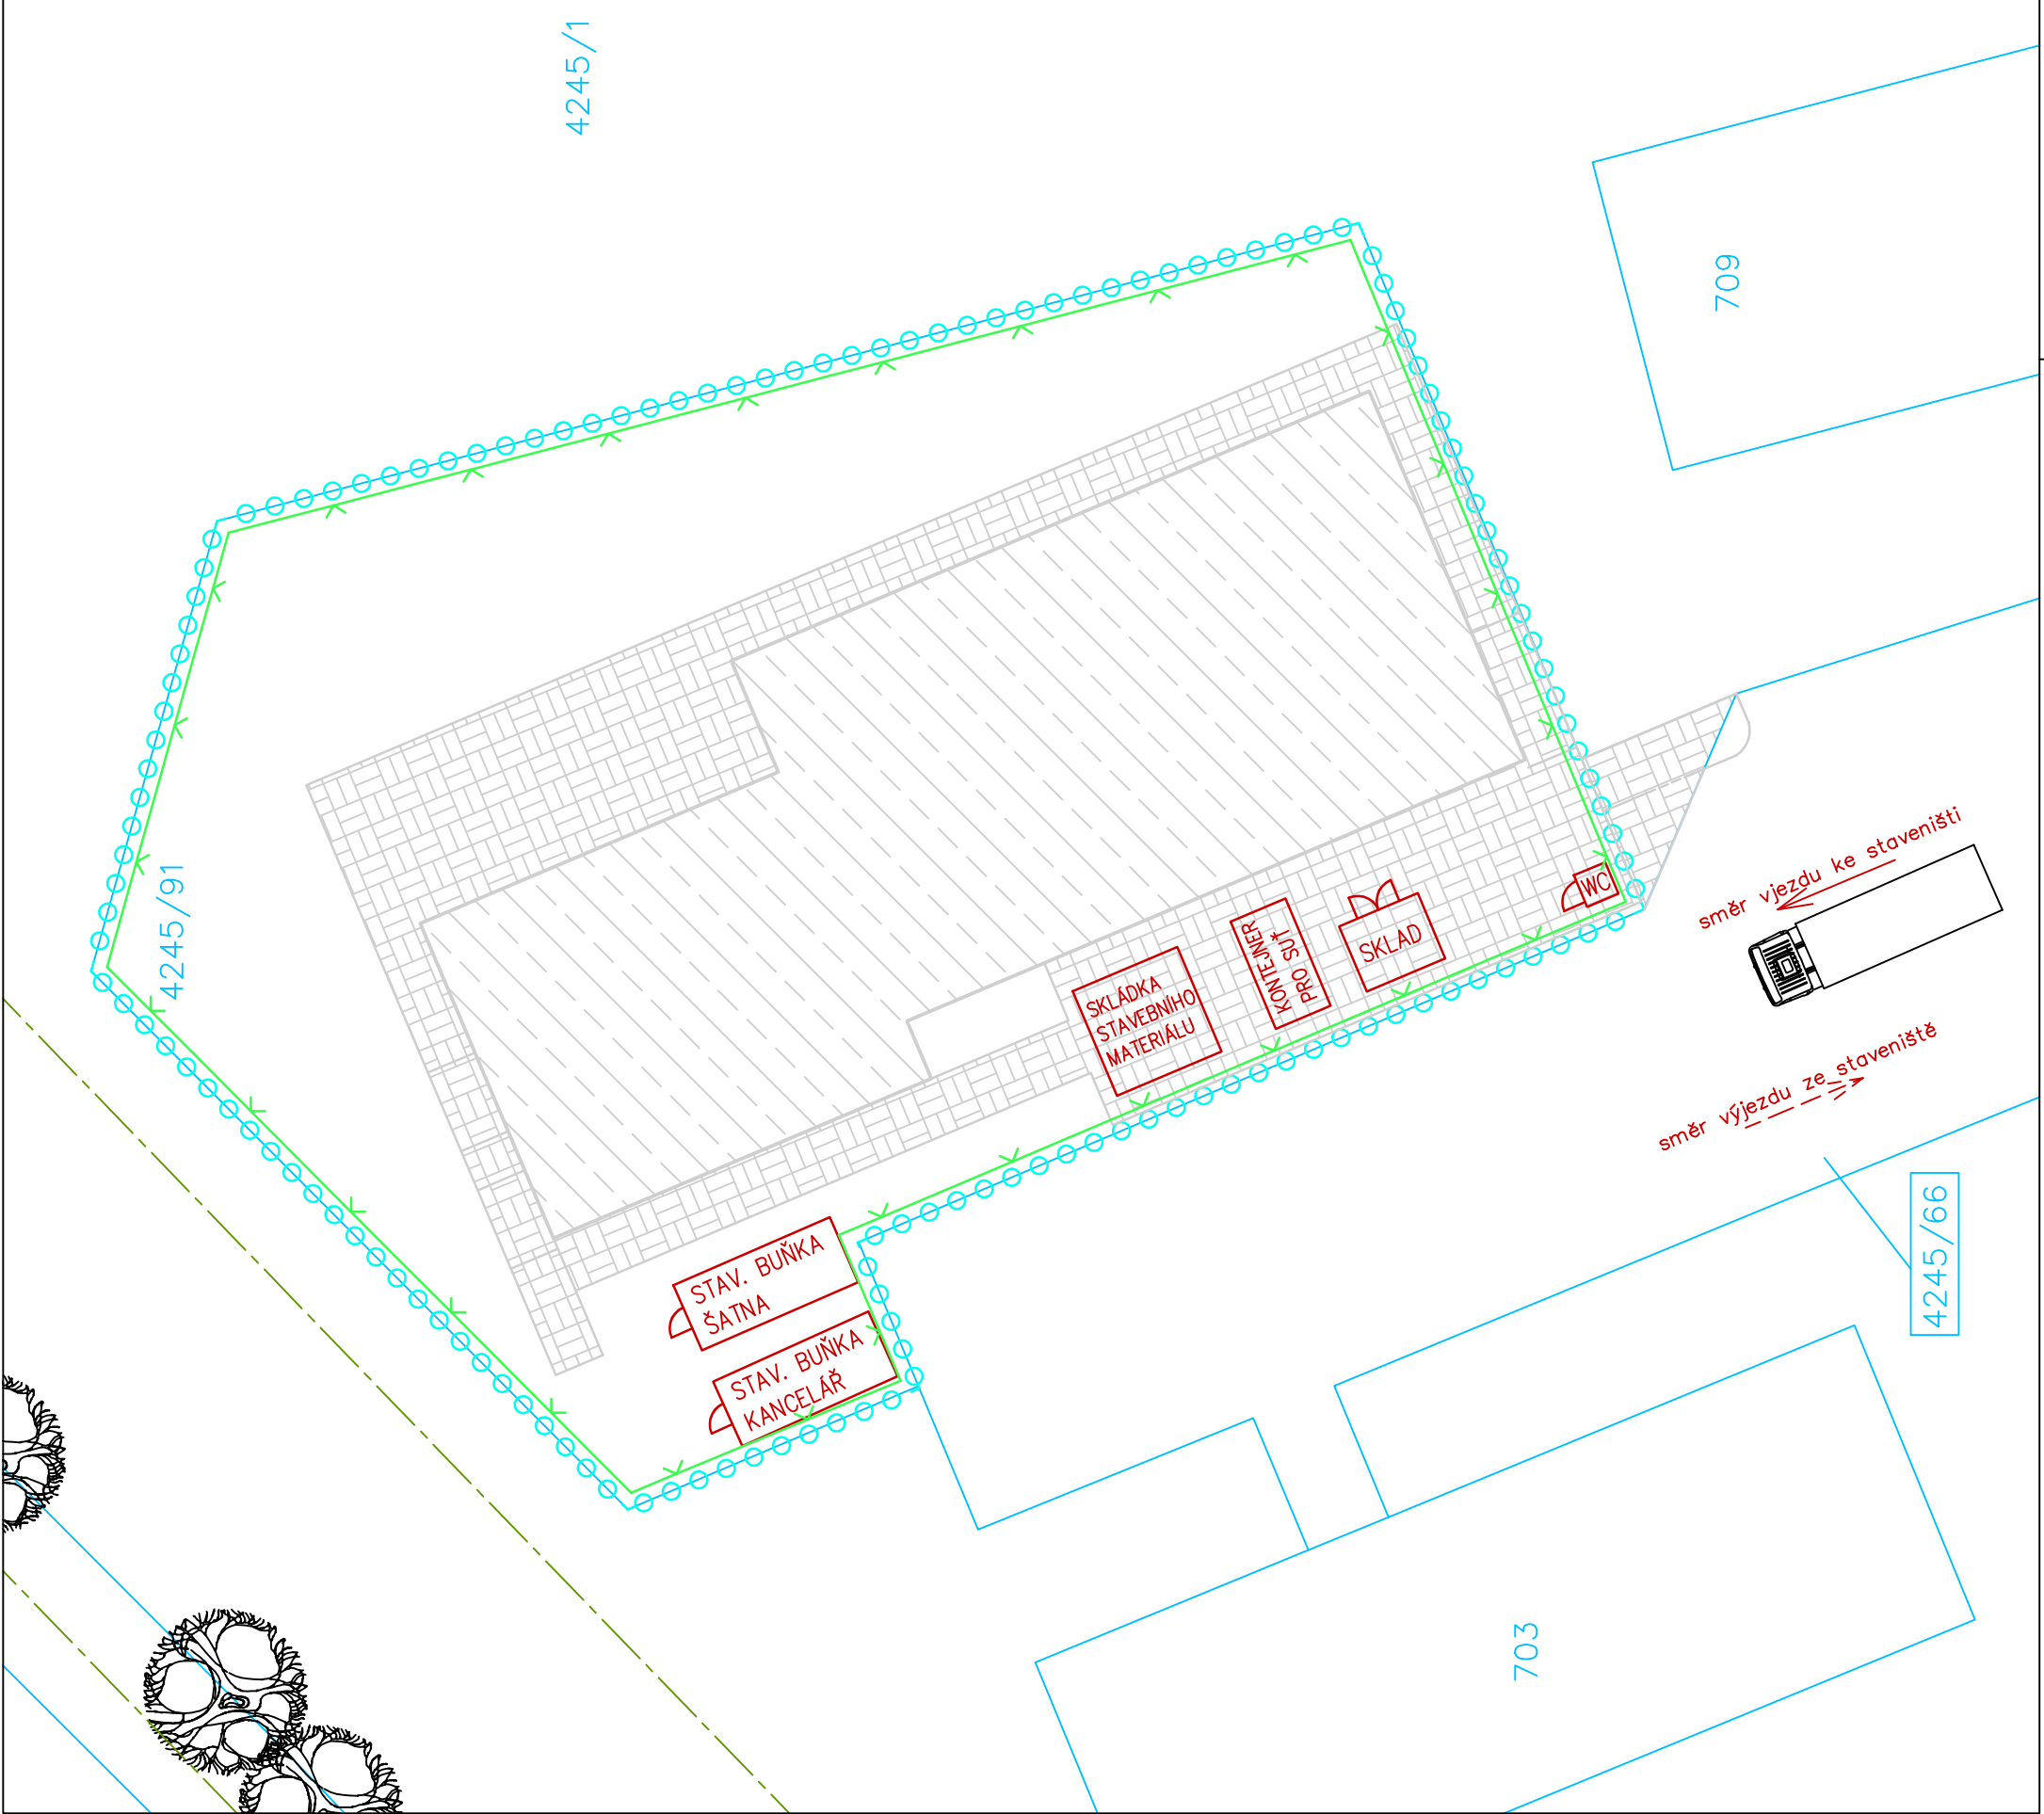 4245/1
709
4245/91
směr vjezdu ke staveništi
WC
SKLAD
KONTEJNER
PRO SUŤ
SKLÁDKA
STAVEBNÍHO
MATERIÁLU
směr výjezdu ze staveniště
STAV. BUŇKA
ŠATNA
STAV. BUŇKA
KANCELÁŘ
4245/66
703